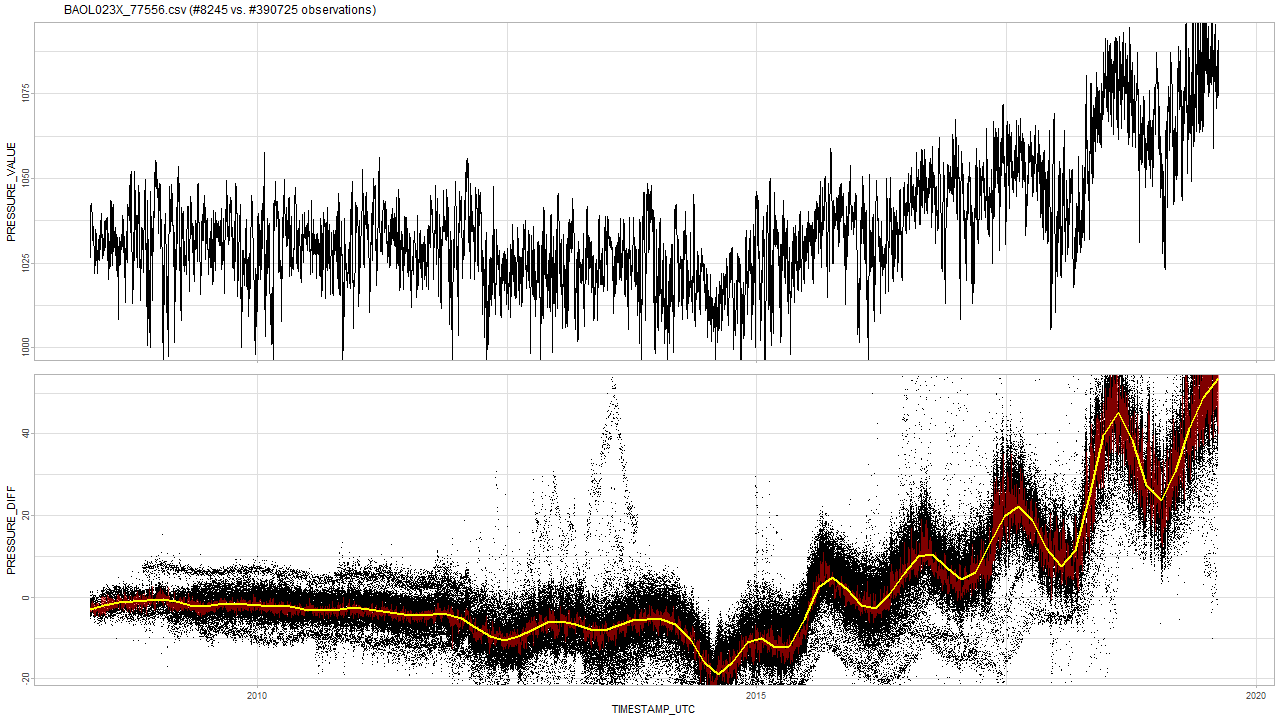 BAOL023X_77556.csv (#8245 vs. #390725 observations)
PRESSURE_VALUE
1075
1050
1025
1000
PRESSURE_DIFF
40
20
0
-20
2010
2015
2020
TIMESTAMP_UTC